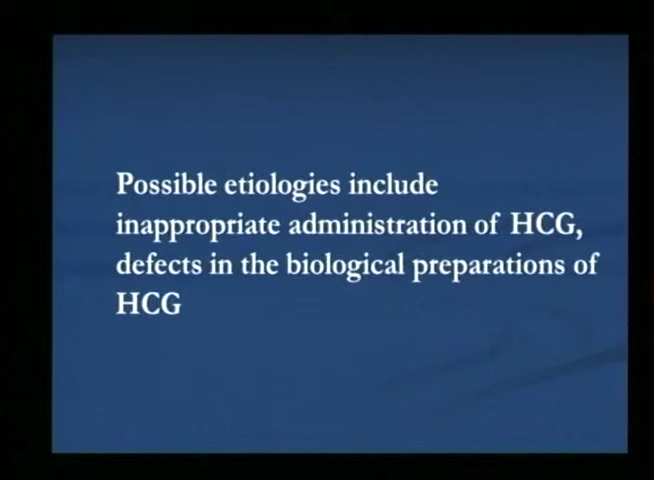 Possible etiologies include
inappropriate administration of HCG,
defects in the biological preparations of
HCG